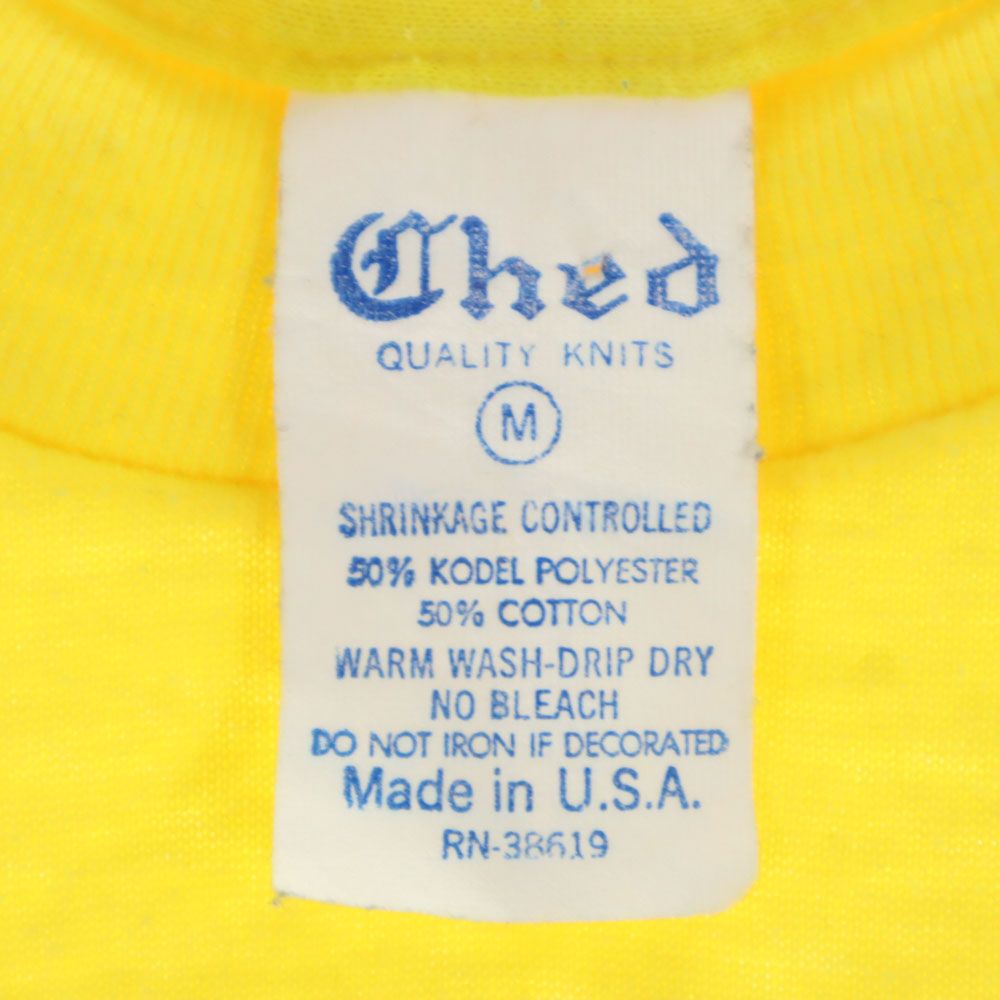 Ched
QUALITY KNITS
M
SHRINKAGE CONTROLLED
50% KODEL POLYESTER
50% COTTON
WARM WASH-DRIP DRY
NO BLEACH
DO NOT IRON IF DECORATED
Made in U.S.A.
RN-38619